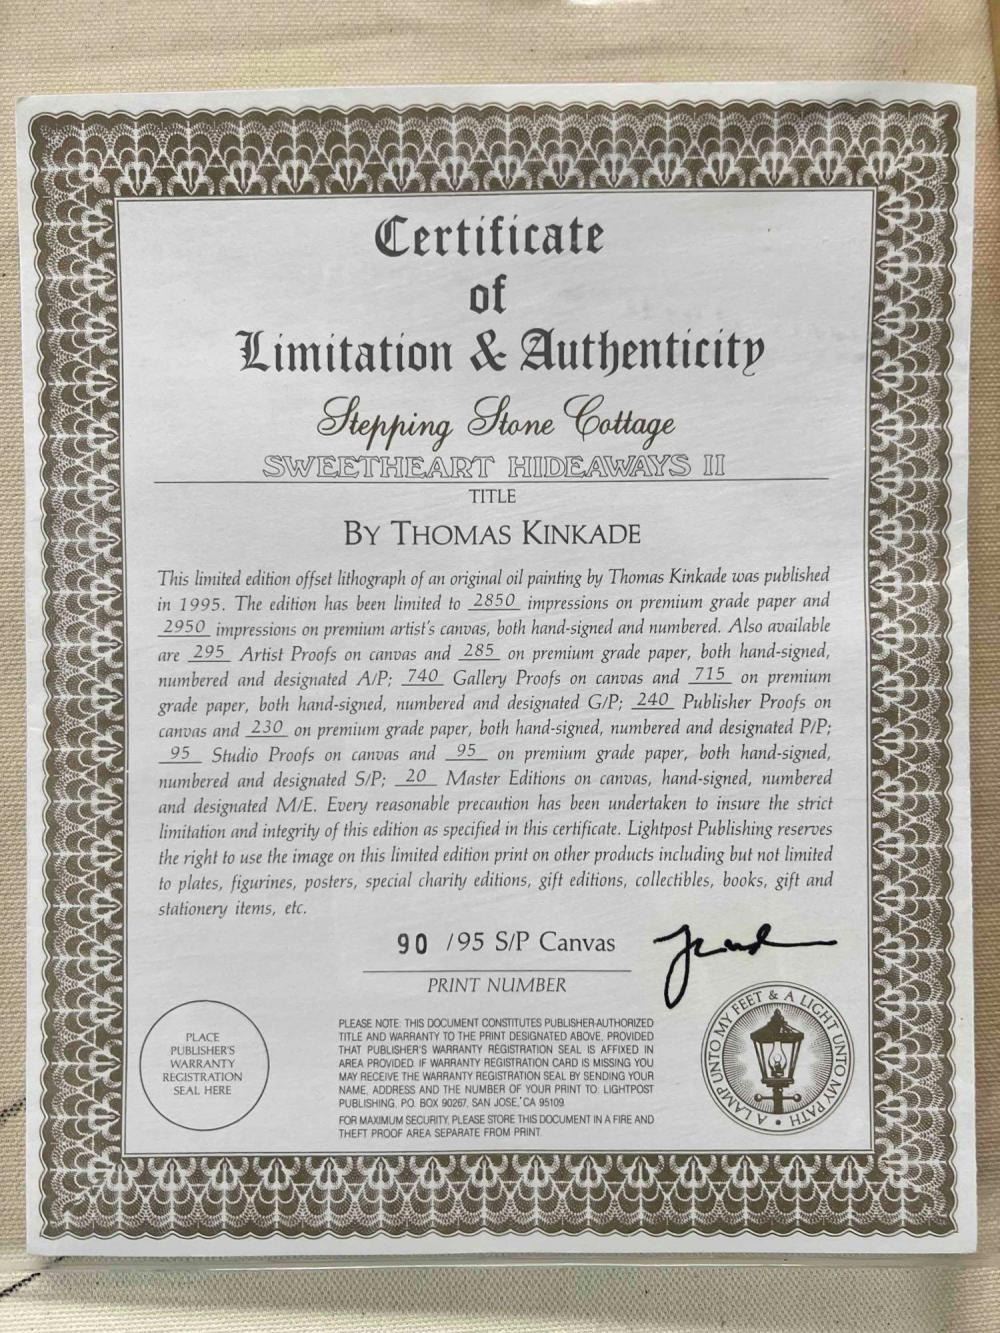 Certificate
of
Limitation & Authenticity
Stepping Stone Cottage
SWEETHEART HIDEAWAYS II
TITLE
BY THOMAS KINKADE
This limited edition offset lithograph of an original oil painting by Thomas Kinkade was published
in 1995. The edition has been limited to 2850 impressions on premium grade paper and
2950 impressions on premium artist's canvas, both hand-signed and numbered. Also available
are 295 Artist Proofs on canvas and 285 on premium grade paper, both hand-signed,
numbered and designated A/P; 740 Gallery Proofs on canvas and 715 on premium
grade paper, both hand-signed, numbered and designated G/P; 240 Publisher Proofs on
canvas and 230 on premium grade paper, both hand-signed, numbered and designated P/P;
95 Studio Proofs on canvas and 95 on premium grade paper, both hand-signed,
numbered and designated S/P; 20 Master Editions on canvas, hand-signed, numbered
and designated M/E. Every reasonable precaution has been undertaken to insure the strict
limitation and integrity of this edition as specified in this certificate. Lightpost Publishing reserves
the right to use the image on this limited edition print on other products including but not limited
to plates, figurines, posters, special charity editions, gift editions, collectibles, books, gift and
stationery items, etc.
90 /95 S/P Canvas
PRINT NUMBER
PLACE
PUBLISHER'S
WARRANTY
REGISTRATION
SEAL HERE
PLEASE NOTE: THIS DOCUMENT CONSTITUTES PUBLISHER-AUTHORIZED
TITLE AND WARRANTY TO THE PRINT DESIGNATED ABOVE, PROVIDED
THAT PUBLISHER'S WARRANTY REGISTRATION SEAL IS AFFIXED IN
AREA PROVIDED. IF WARRANTY REGISTRATION CARD IS MISSING YOU
MAY RECEIVE THE WARRANTY REGISTRATION SEAL BY SENDING YOUR
NAME, ADDRESS AND THE NUMBER OF YOUR PRINT TO: LIGHTPOST
PUBLISHING, P.O. BOX 90267, SAN JOSE, CA 95109.
FOR MAXIMUM SECURITY, PLEASE STORE THIS DOCUMENT IN A FIRE AND
THEFT PROOF AREA SEPARATE FROM PRINT.
A LAMP UNTO MY FEET & A LIGHT UNTO MY PATH •